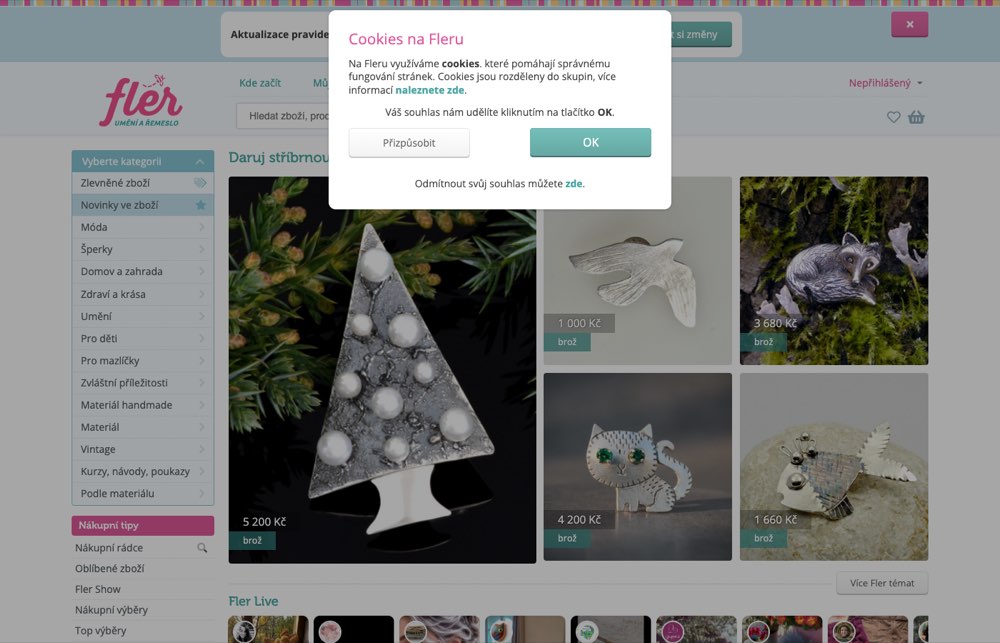 Aktualizace pravide
t si změny
×
Cookies na Fleru
Na Fleru využíváme cookies, které pomáhají správnému
fungování stránek. Cookies jsou rozděleny do skupin, více
informací naleznete zde.
Váš souhlas nám udělíte kliknutím na tlačítko OK.
Přizpůsobit
OK
Odmítnout svůj souhlas můžete zde.
fler
UMĚNÍ A ŘEMESLO
Kde začít
Mů
Nepřihlášený
Hledat zboží, proc
Vyberte kategorii
Zlevněné zboží
Novinky ve zboží
Móda
Šperky
Domov a zahrada
Zdraví a krása
Umění
Pro děti
Pro mazlíčky
Zvláštní příležitosti
Materiál handmade
Materiál
Vintage
Kurzy, návody, poukazy
Podle materiálu
Nákupní tipy
Nákupní rádce
Oblíbené zboží
Fler Show
Nákupní výběry
Top výběry
Daruj stříbrnou
5 200 Kč
brož
1 000 Kč
brož
3 680 Kč
brož
4 200 Kč
brož
1 660 Kč
brož
Více Fler témat
Fler Live